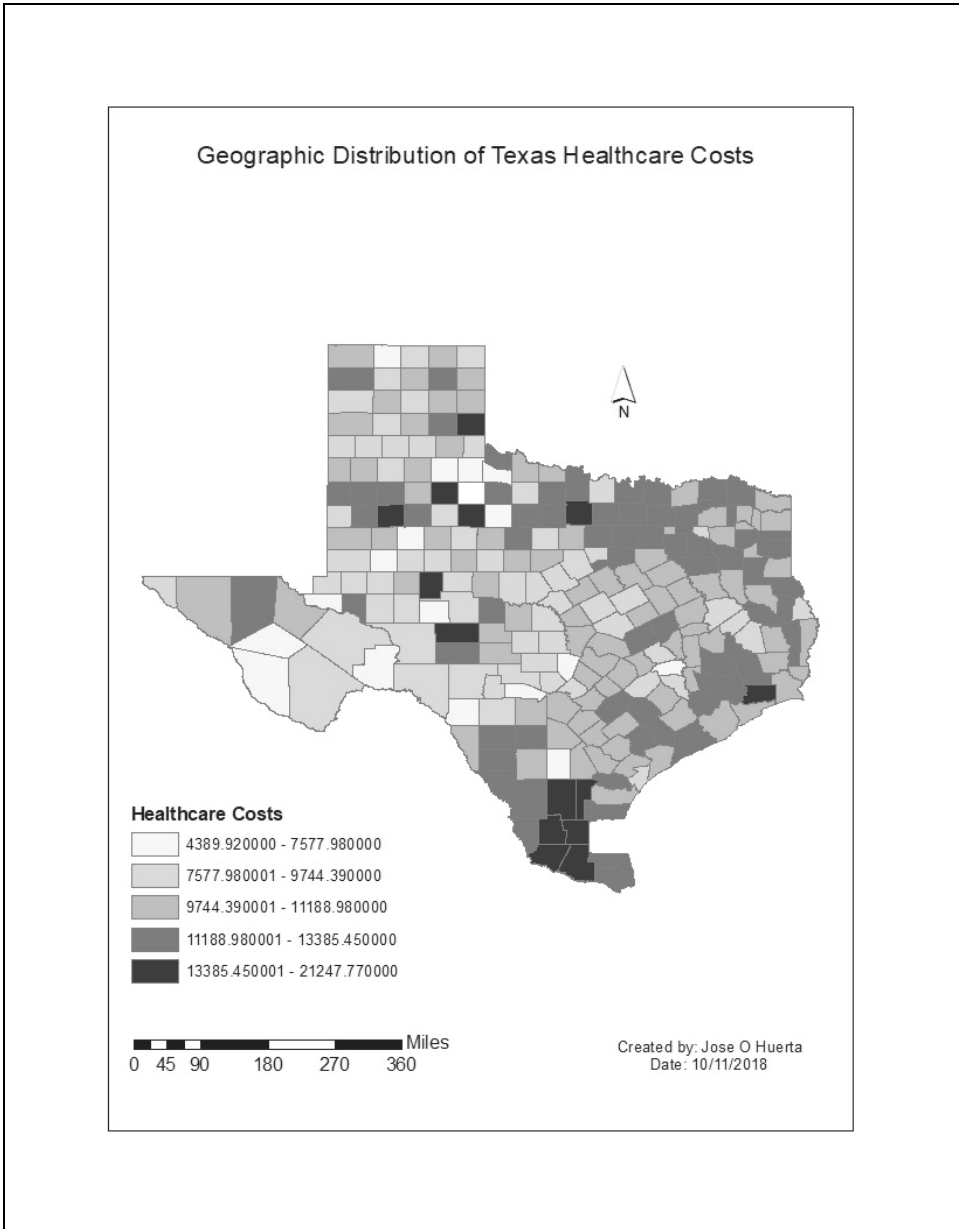 Geographic Distribution of Texas Healthcare Costs
N
Healthcare Costs
4389.920000 - 7577.980000
7577.980001 - 9744.390000
9744.390001 - 11188.980000
11188.980001 - 13385.450000
13385.450001 - 21247.770000
Miles
0 45 90 180 270 360
Created by: Jose O Huerta
Date: 10/11/2018